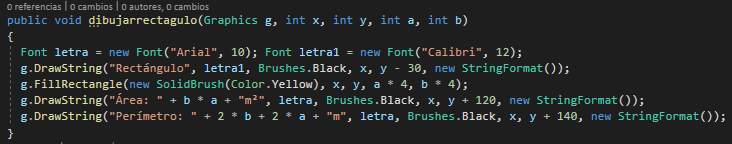 0 referencias | 0 cambios | 0 autores, 0 cambios
public void dibujarrectagulo(Graphics g, int x, int y, int a, int b)
{
Font letra = new Font("Arial", 10); Font letra1 = new Font("Calibri", 12);
g.DrawString("Rectángulo", letra1, Brushes.Black, x, y - 30, new StringFormat());
g.FillRectangle(new SolidBrush(Color.Yellow), x, y, a * 4, b * 4);
g.DrawString("Área: " + b * a + "m²", letra, Brushes.Black, x, y + 120, new StringFormat());
g.DrawString("Perímetro: " + 2 * b + 2 * a + "m", letra, Brushes.Black, x, y + 140, new StringFormat());
}